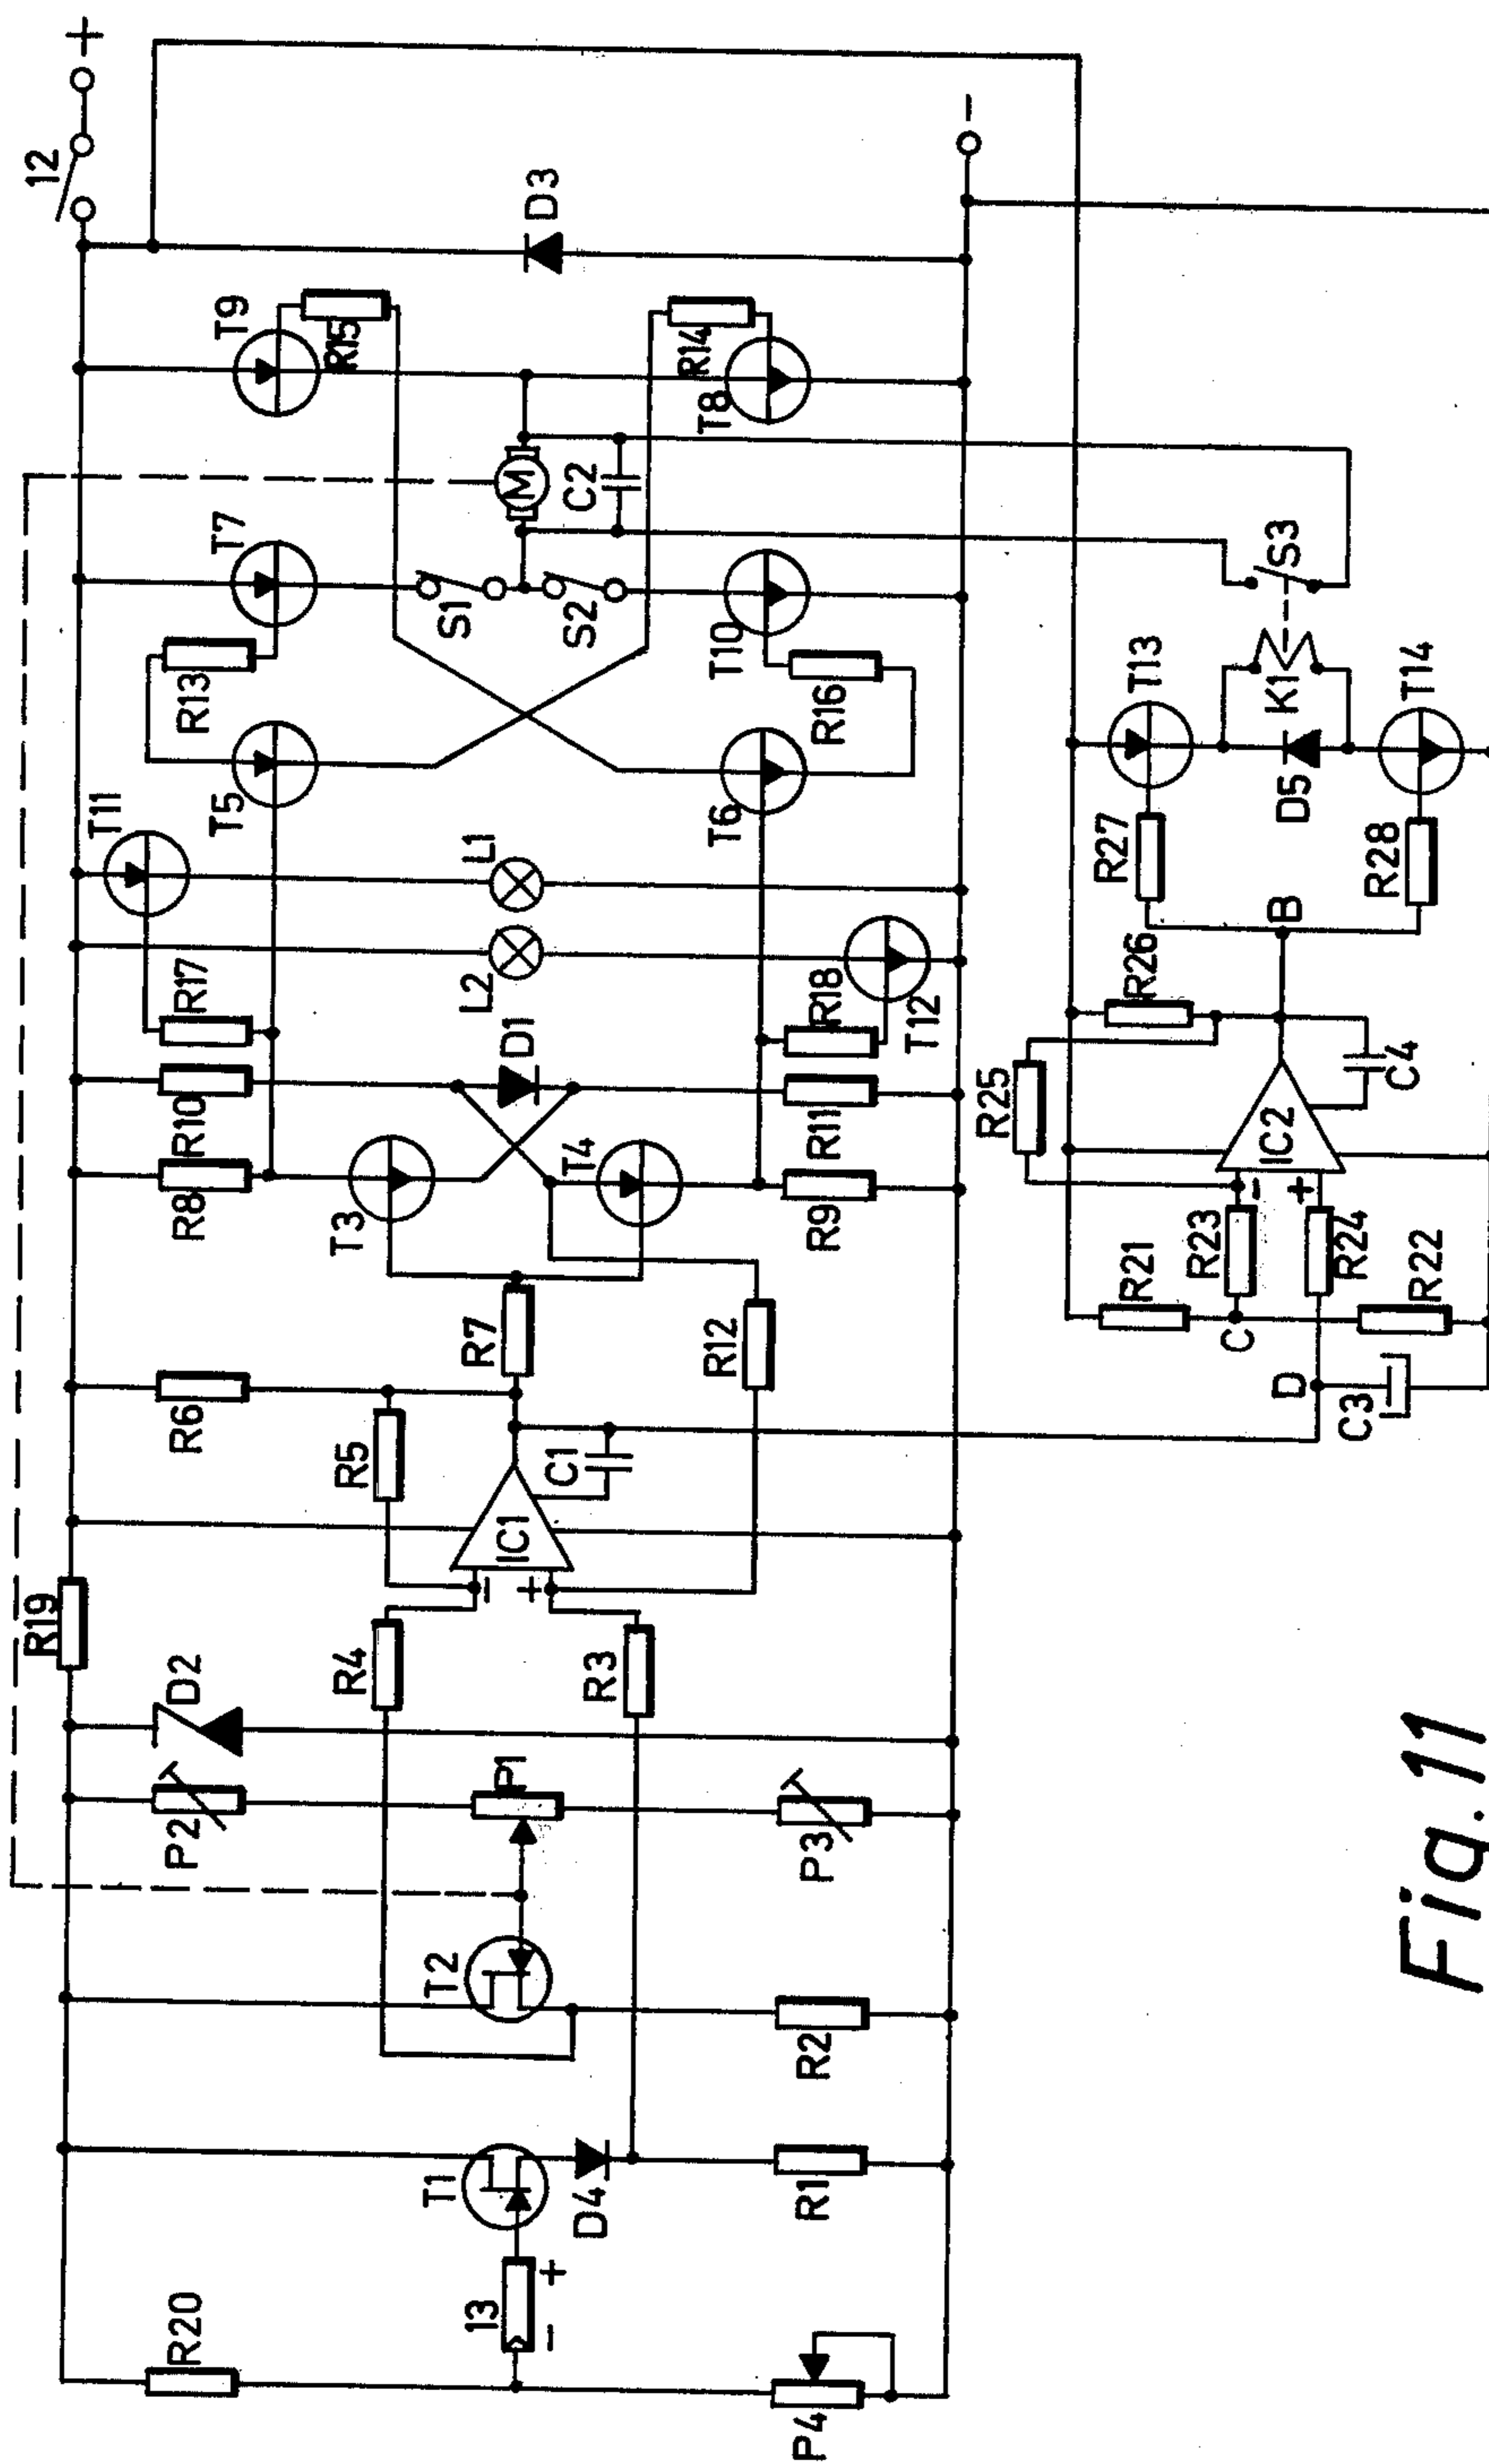 R19
12
+
R20
P2
D2
R6
R8
R10
R17
T11
R13
T7
T9
T5
R15
T1
T2
R4
R5
T3
L2
L1
S1
13
P1
-
IC1
R7
D1
M
D3
-
+
+
D4
R3
C1
T4
S2
C2
R14
T6
T10
T8
P4
R1
R2
P3
R12
R9
R11
R18
T12
R16
-
R25
R26
R27
T13
R21
R23
-
C
R24
+
IC2
B
D5
K1
S3
D
C3
R22
C4
R28
T14
Fig. 11